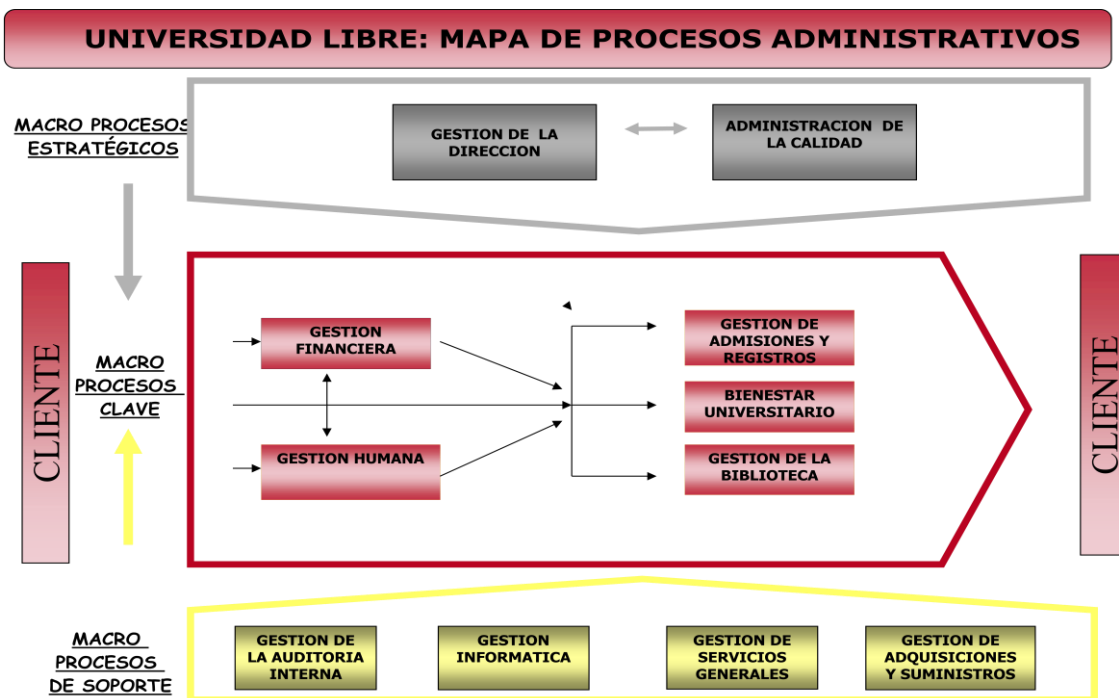 UNIVERSIDAD LIBRE: MAPA DE PROCESOS ADMINISTRATIVOS
MACRO PROCESOS
ESTRATÉGICOS
GESTION DE LA
DIRECCION
ADMINISTRACION DE
LA CALIDAD
CLIENTE
MACRO
PROCESOS
CLAVE
GESTION
FINANCIERA
GESTION HUMANA
GESTION DE
ADMISIONES Y
REGISTROS
BIENESTAR
UNIVERSITARIO
GESTION DE LA
BIBLIOTECA
CLIENTE
MACRO
PROCESOS
DE SOPORTE
GESTION DE
LA AUDITORIA
INTERNA
GESTION
INFORMATICA
GESTION DE
SERVICIOS
GENERALES
GESTION DE
ADQUISICIONES
Y SUMINISTROS